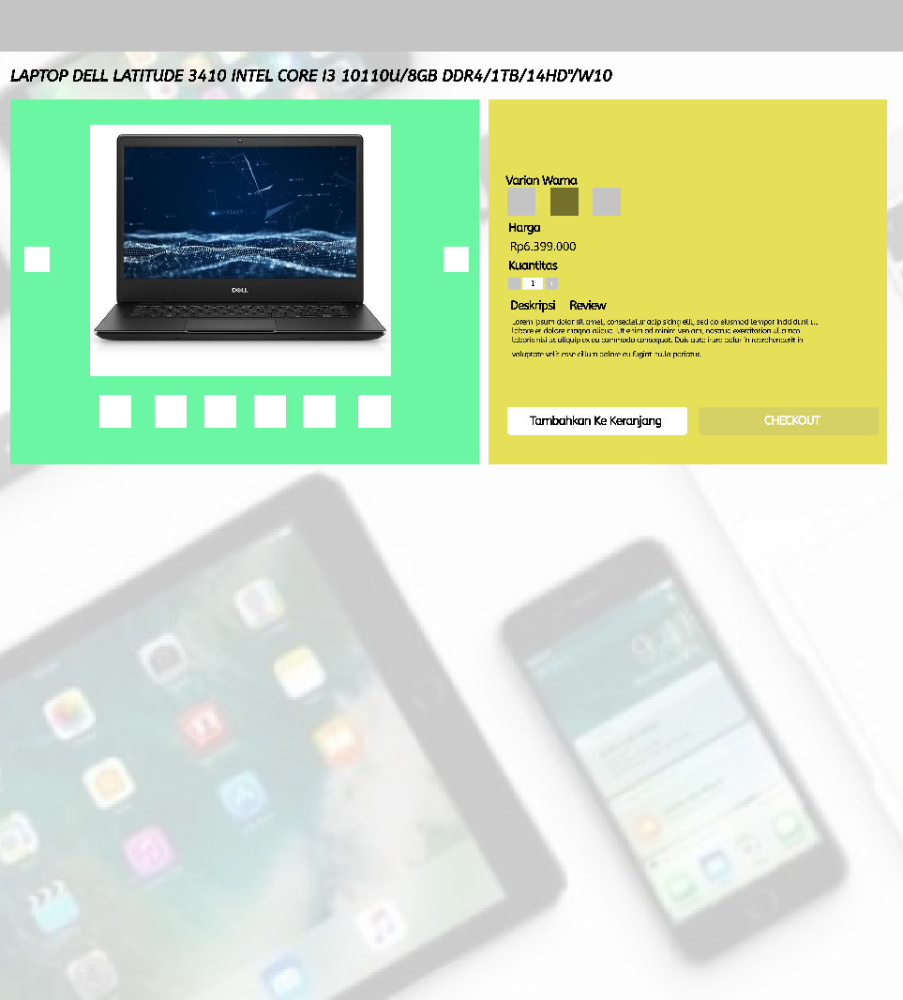 LAPTOP DELL LATITUDE 3410 INTEL CORE I3 10110U/8GB DDR4/1TB/14HD"/W10
DELL
Varian Warna
Harga
Rp6.399.000
Kuantitas
- 1 +
Deskripsi Review
Lorem ipsum dolor sit amet, consectetur adipisicing elit, sed do eiusmod tempor incididunt ut
labore et dolore magna aliqua. Ut enim ad minim veniam, nostrud exercitation ullamco
laboris nisi ut aliquip ex ea commodo consequat. Duis aute irure dolor in reprehenderit in
voluptate velit esse cillum dolore eu fugiat nulla pariatur.
Tambahkan Ke Keranjang CHECKOUT
9:41